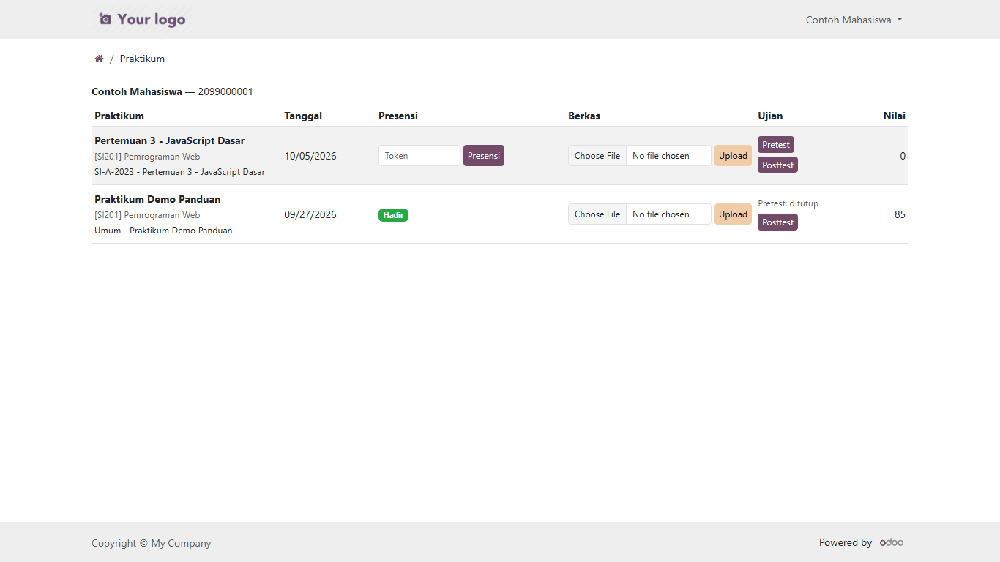 Your logo
Contoh Mahasiswa
/ Praktikum
Contoh Mahasiswa — 2099000001
Praktikum Tanggal Presensi Berkas Ujian Nilai
Pertemuan 3 - JavaScript Dasar
[SI201] Pemrograman Web
SI-A-2023 - Pertemuan 3 - JavaScript Dasar
10/05/2026
Token Presensi
Choose File No file chosen Upload
Pretest
Posttest
0
Praktikum Demo Panduan
[SI201] Pemrograman Web
Umum - Praktikum Demo Panduan
09/27/2026
Hadir
Choose File No file chosen Upload
Pretest: ditutup
Posttest
85
Copyright © My Company
Powered by odoo